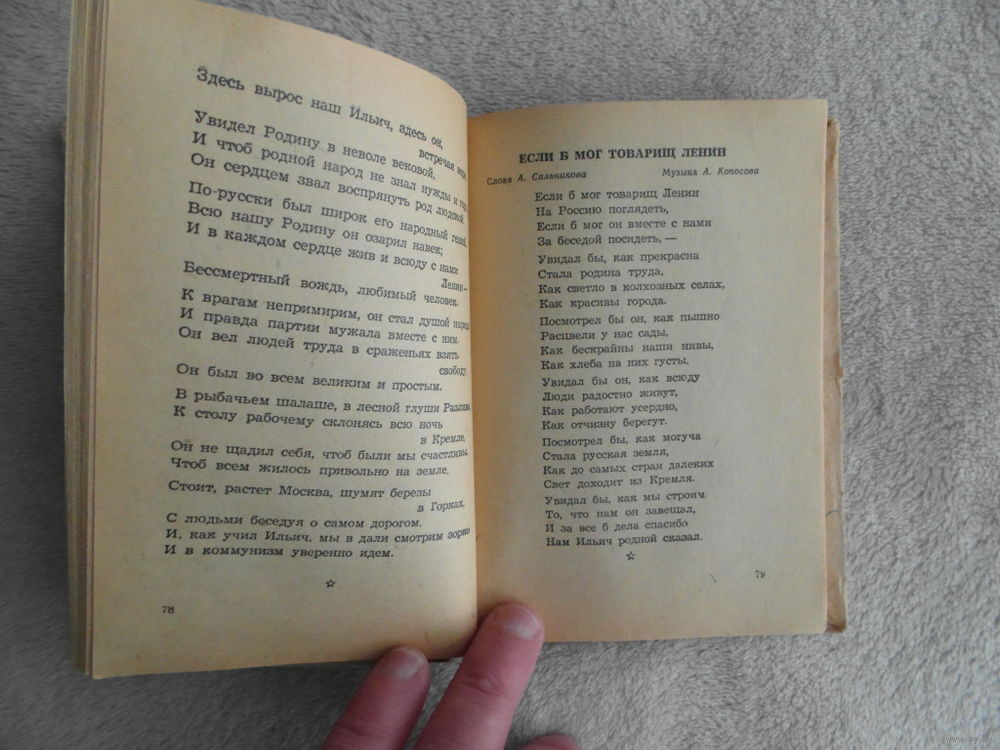 Здесь вырос наш Ильич, здесь он,
встречая зори,
Увидел Родину в неволе вековой,
И чтоб родной народ не знал нужды и горя,
Он сердцем звал воспрянуть род людской.
По-русски был широк его народный гений,
Всю нашу Родину он озарил навек;
И в каждом сердце жив и всюду с нами
Ленин —
Бессмертный вождь, любимый человек.
К врагам непримирим, он стал душой народа
И правда партии мужала вместе с ним.
Он вел людей труда в сраженьях взять
свободу.
Он был во всем великим и простым.
В рыбачьем шалаше, в лесной глуши Разлива
К столу рабочему склонясь всю ночь
в Кремле,
Он не щадил себя, чтоб были мы счастливы,
Чтоб всем жилось привольно на земле.
Стоит, растет Москва, шумят березы
в Горках,
С людьми беседуя о самом дорогом.
И, как учил Ильич, мы в дали смотрим зорко
И в коммунизм уверенно идем.
☆
78
ЕСЛИ Б МОГ ТОВАРИЩ ЛЕНИН
Слова А. Сальникова Музыка А. Копосова
Если б мог товарищ Ленин
На Россию поглядеть,
Если б мог он вместе с нами
За беседой посидеть, —
Увидал бы, как прекрасна
Стала родина труда,
Как светло в колхозных селах,
Как красивы города.
Посмотрел бы он, как пышно
Расцвели у нас сады,
Как бескрайны наши нивы,
Как хлеба на них густы.
Увидал бы он, как всюду
Люди радостно живут,
Как работают усердно,
Как отчизну берегут.
Посмотрел бы, как могуча
Стала русская земля,
Как до самых стран далеких
Свет доходит из Кремля.
Увидал бы, как мы строим
То, что нам он завещал,
И за все б дела спасибо
Нам Ильич родной сказал.
☆
79